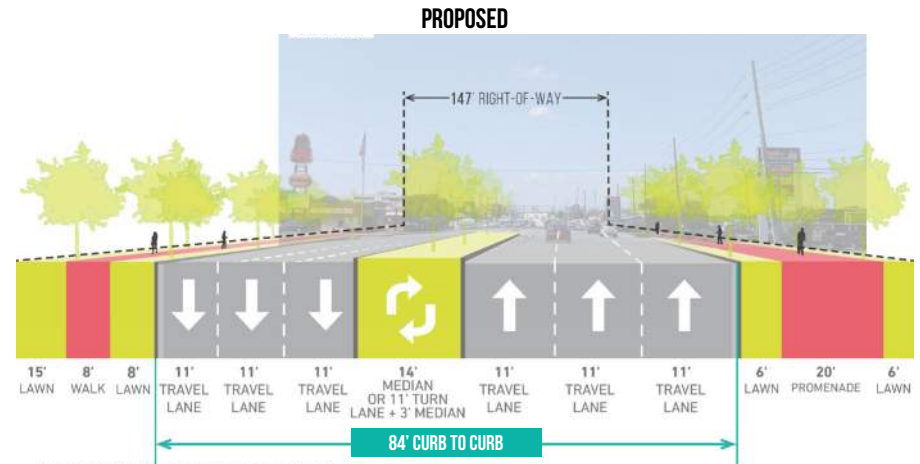 PROPOSED
147' RIGHT-OF-WAY
15' LAWN
8' WALK
8' LAWN
11' TRAVEL LANE
11' TRAVEL LANE
11' TRAVEL LANE
14' MEDIAN OR 11' TURN LANE + 3' MEDIAN
11' TRAVEL LANE
11' TRAVEL LANE
11' TRAVEL LANE
6' LAWN
20' PROMENADE
6' LAWN
84' CURB TO CURB